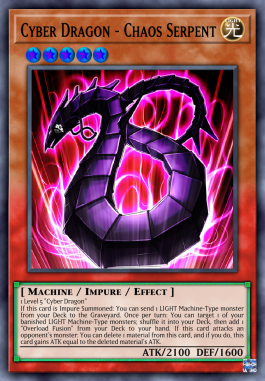 Cyber Dragon - Chaos Serpent
LIGHT
光
[ Machine / Impure / Effect ]
1 Level 5 "Cyber Dragon"
If this card is Impure Summoned: You can send 1 LIGHT Machine-Type monster
from your Deck to the Graveyard. Once per turn: You can target 1 of your
banished LIGHT Machine-Type monsters; shuffle it into your Deck, then add 1
"Overload Fusion" from your Deck to your hand. If this card attacks an
opponent's monster: You can delete 1 material from this card, and if you do, this
card gains ATK equal to the deleted material's ATK.
ATK/2100 DEF/1600